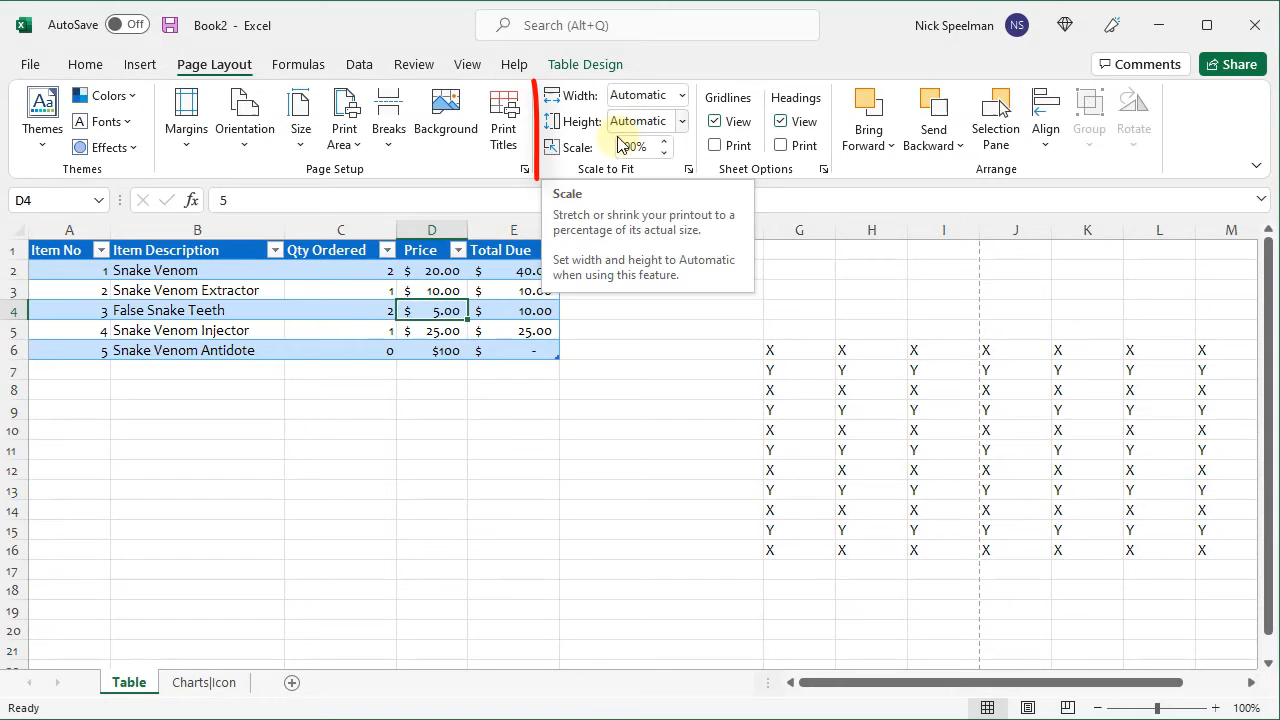 AutoSave Off Book2 - Excel Search (Alt+Q) Nick Speelman NS
File Home Insert Page Layout Formulas Data Review View Help Table Design Comments Share
Themes
Colors
Fonts
Effects
Themes
Margins
Orientation
Size
Print
Area
Breaks
Background
Print
Titles
Page Setup
Width: Automatic
Height: Automatic
Scale:
Scale to Fit
Gridlines
View
Print
Headings
View
Print
Sheet Options
Bring
Forward
Send
Backward
Selection
Pane
Align
Group
Rotate
Arrange
D4 fx 5
Scale
Stretch or shrink your printout to a
percentage of its actual size.
Set width and height to Automatic
when using this feature.
A B C D E G H I J K L M
1 Item No Item Description Qty Ordered Price Total Due
2 1 Snake Venom 2 $ 20.00 $
3 2 Snake Venom Extractor 1 $ 10.00 $
4 3 False Snake Teeth 2 $ 5.00 $ 10.00
5 4 Snake Venom Injector 1 $ 25.00 $ 25.00
6 5 Snake Venom Antidote 0 $100 $ - X X X X X X X
7 Y Y Y Y Y Y Y
8 X X X X X X X
9 Y Y Y Y Y Y Y
10 X X X X X X X
11 Y Y Y Y Y Y Y
12 X X X X X X X
13 Y Y Y Y Y Y Y
14 X X X X X X X
15 Y Y Y Y Y Y Y
16 X X X X X X X
17
18
19
20
21
Table Charts|Icon
Ready 100%